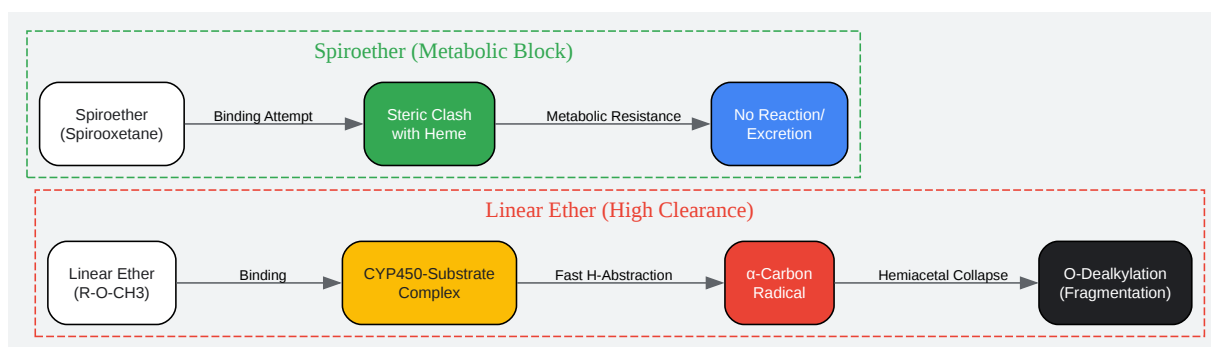 Spiroether (Metabolic Block)
Spiroether
(Spirooxetane)
Binding Attempt
Steric Clash
with Heme
Metabolic Resistance
No Reaction/
Excretion
Linear Ether (High Clearance)
Linear Ether
(R-O-CH3)
Binding
CYP450-Substrate
Complex
Fast H-Abstraction
α-Carbon
Radical
Hemiacetal Collapse
O-Dealkylation
(Fragmentation)